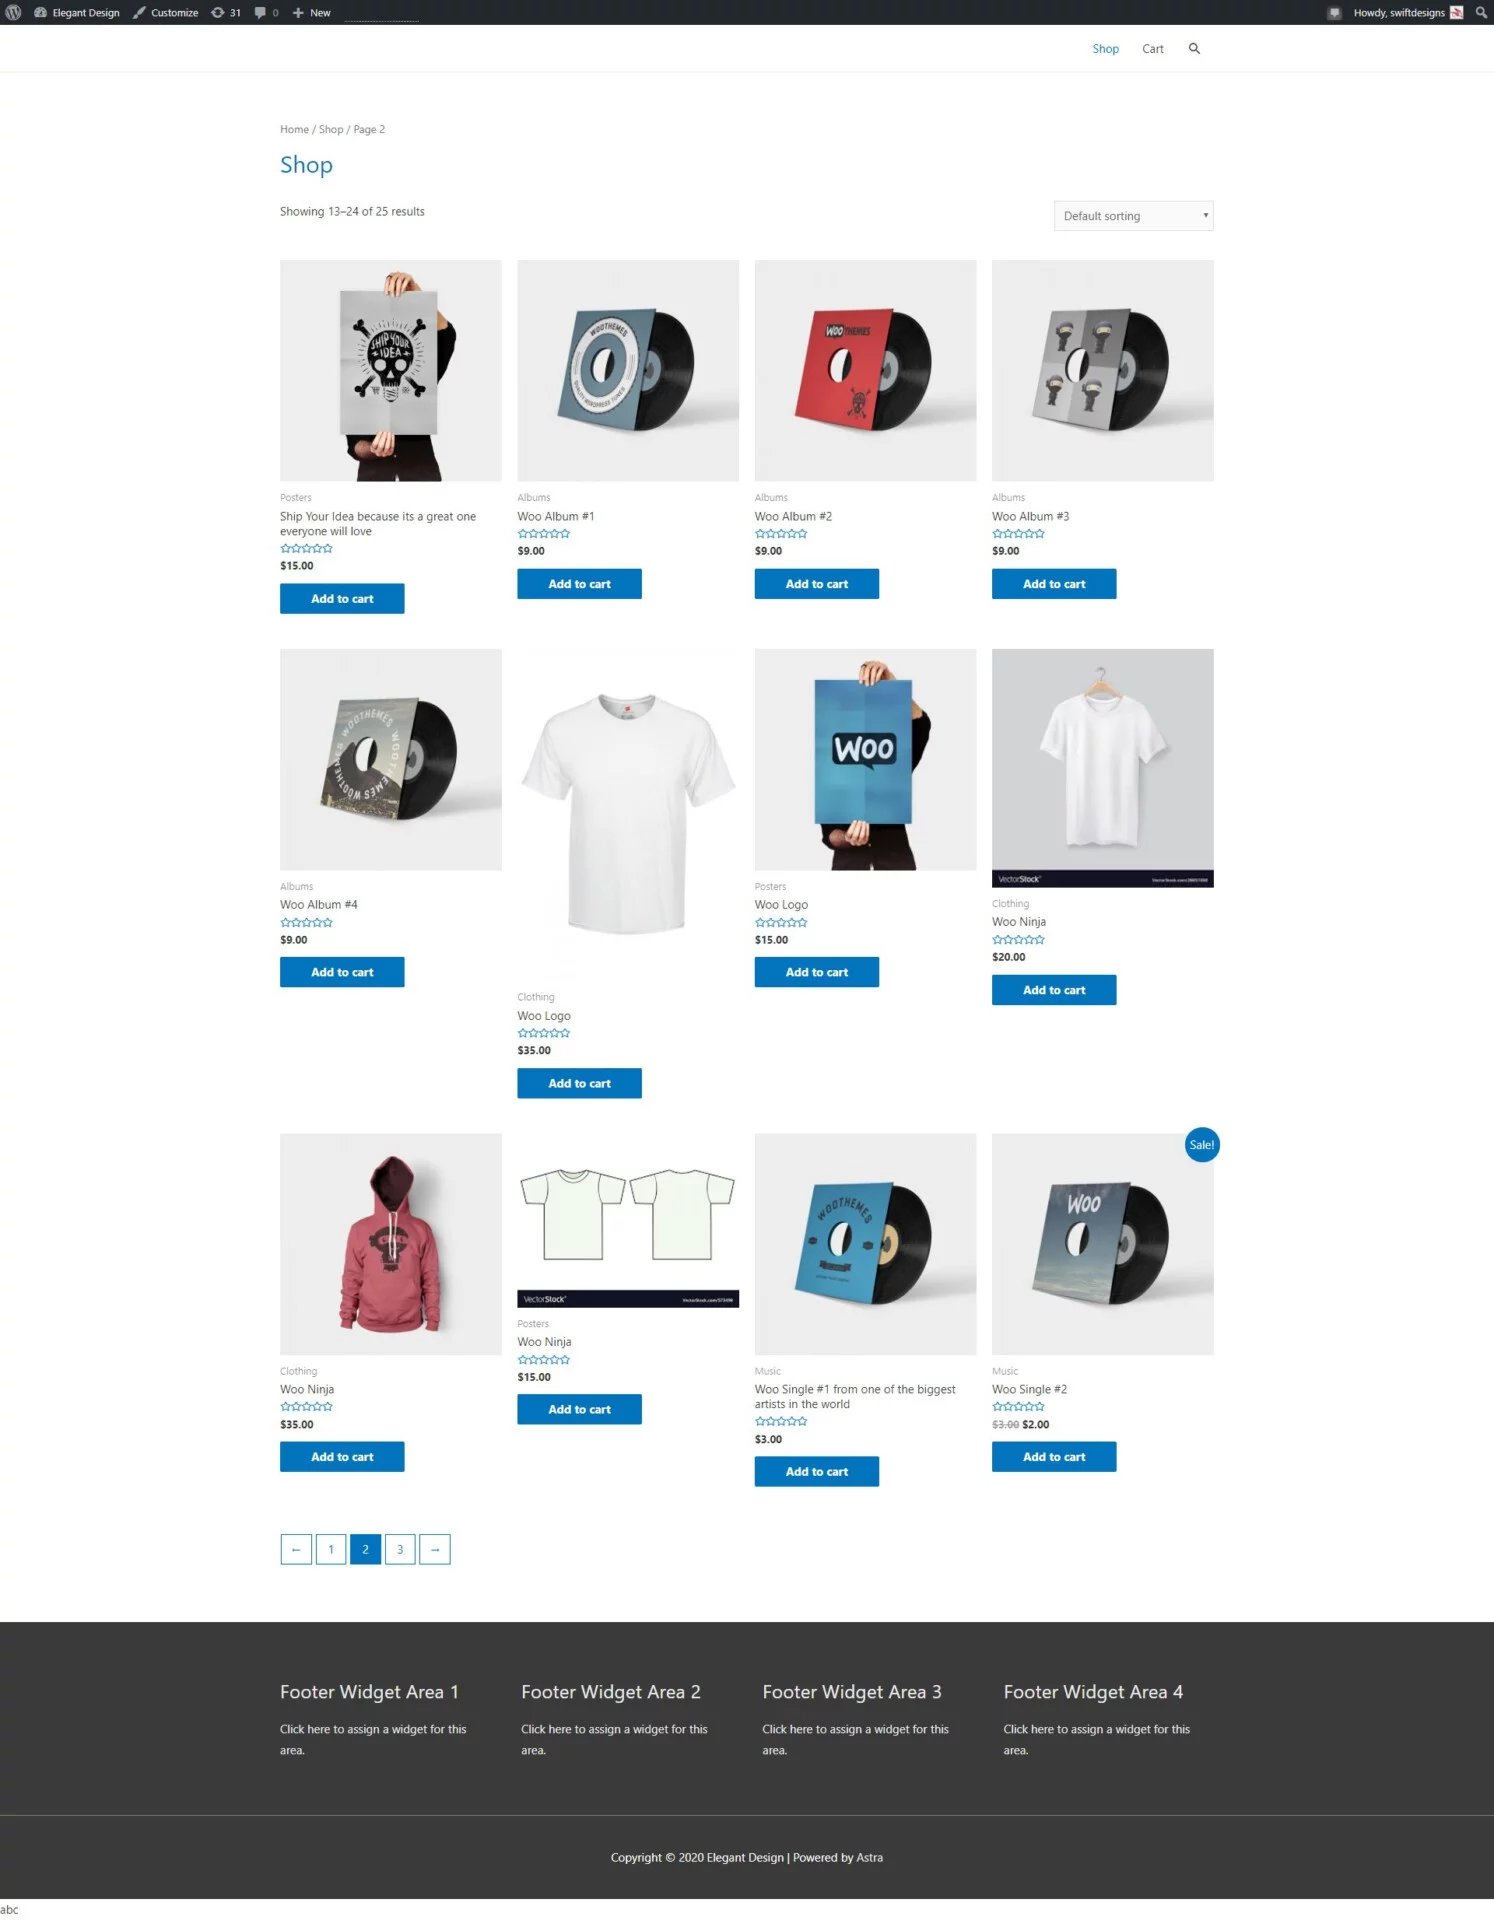 Elegant Design Customize 31 0 New Howdy, swiftdesigns
Shop Cart
Home / Shop / Page 2
Shop
Showing 13–24 of 25 results
Default sorting
SHIP YOUR
IDEA
WOOTHEMES
QUALITY WORDPRESS TUNES
WOOTHEMES
Posters
Ship Your Idea because its a great one
everyone will love
$15.00
Add to cart
Albums
Woo Album #1
$9.00
Add to cart
Albums
Woo Album #2
$9.00
Add to cart
Albums
Woo Album #3
$9.00
Add to cart
WOOTHEMES WOOTHEMES WOOTHEMES
WOO
VectorStock®
Albums
Woo Album #4
$9.00
Add to cart
Clothing
Woo Logo
$35.00
Add to cart
Posters
Woo Logo
$15.00
Add to cart
Clothing
Woo Ninja
$20.00
Add to cart
Sale!
WOOTHEMES
WOO
VectorStock®
Clothing
Woo Ninja
$35.00
Add to cart
Posters
Woo Ninja
$15.00
Add to cart
Music
Woo Single #1 from one of the biggest
artists in the world
$3.00
Add to cart
Music
Woo Single #2
$3.00 $2.00
Add to cart
← 1 2 3 →
Footer Widget Area 1
Click here to assign a widget for this
area.
Footer Widget Area 2
Click here to assign a widget for this
area.
Footer Widget Area 3
Click here to assign a widget for this
area.
Footer Widget Area 4
Click here to assign a widget for this
area.
Copyright © 2020 Elegant Design | Powered by Astra
abc